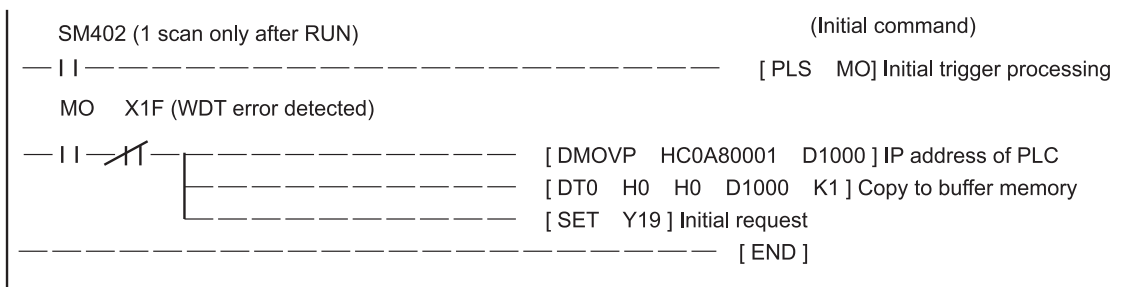 (Initial command)
SM402 (1 scan only after RUN)
[ PLS MO] Initial trigger processing
MO X1F (WDT error detected)
[ DMOVP HC0A80001 D1000 ] IP address of PLC
[ DT0 H0 H0 D1000 K1 ] Copy to buffer memory
[ SET Y19 ] Initial request
[ END ]